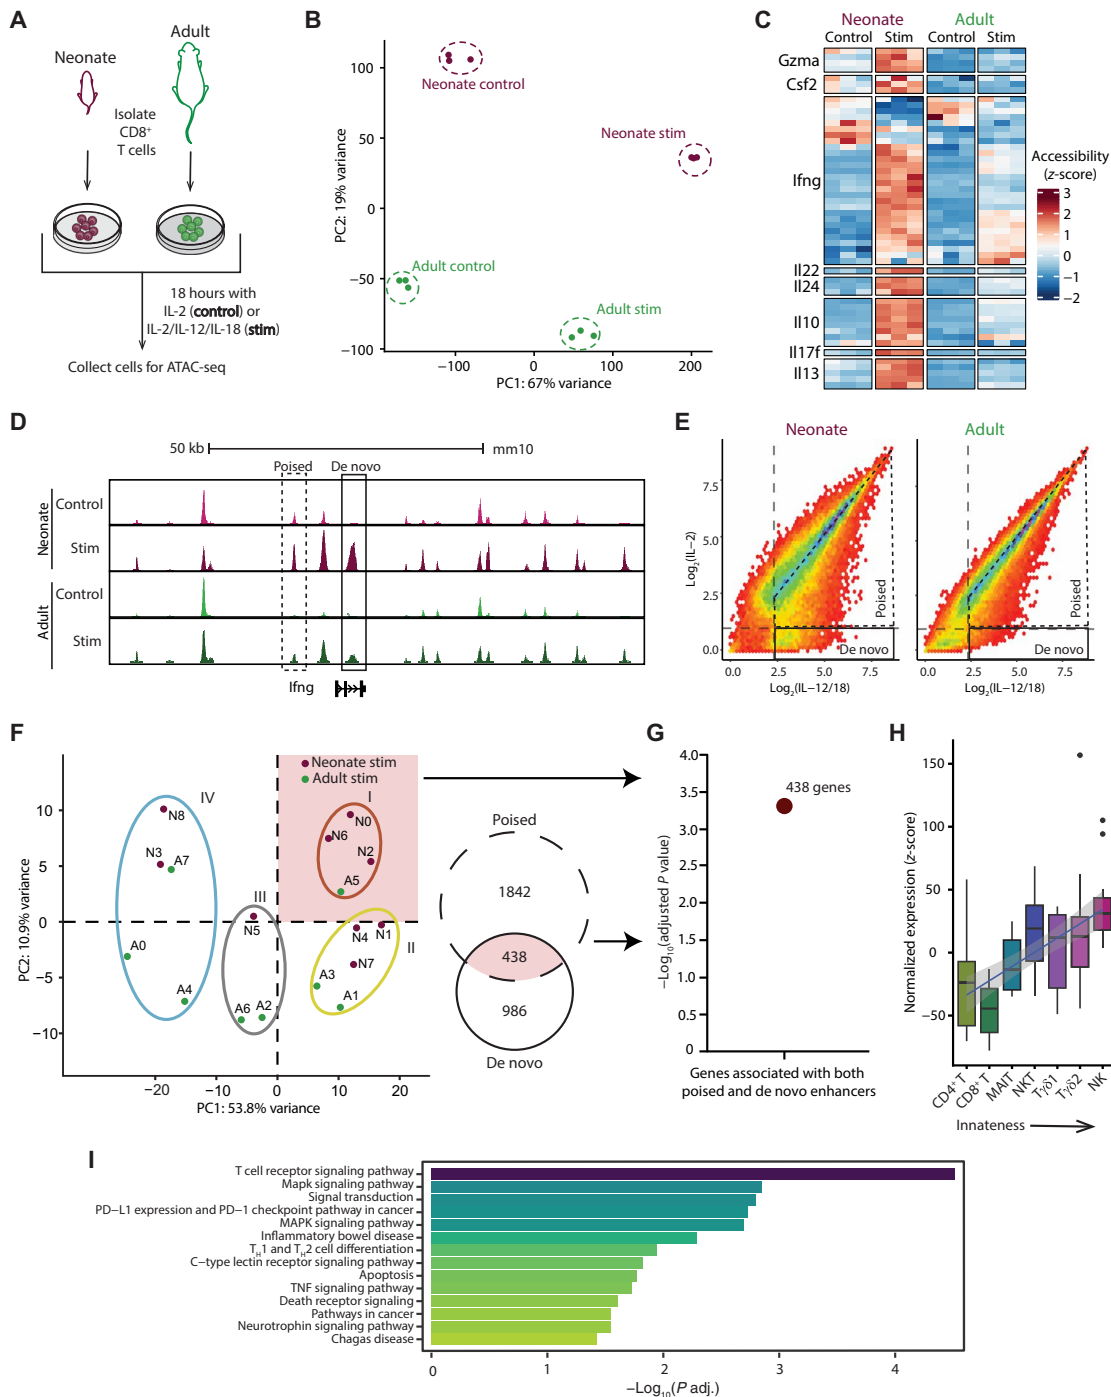 A
Neonate
Adult
Isolate
CD8+
T cells
18 hours with
IL-2 (control) or
IL-2/IL-12/IL-18 (stim)
Collect cells for ATAC-seq
B
PC2: 19% variance
100
50
0
−50
−100
Neonate control
Neonate stim
Adult control
Adult stim
−100
0
100
200
PC1: 67% variance
C
Neonate
Adult
Control
Stim
Control
Stim
Gzma
Csf2
Ifng
Il22
Il24
Il10
Il17f
Il13
Accessibility
(z-score)
3
2
1
0
−1
−2
D
50 kb
mm10
Poised
De novo
Neonate
Control
Stim
Adult
Control
Stim
Ifng
E
Neonate
Adult
Log2(IL−2)
7.5
5.0
2.5
0.0
Poised
De novo
Poised
De novo
0.0
2.5
5.0
7.5
0.0
2.5
5.0
7.5
Log2(IL−12/18)
Log2(IL−12/18)
F
PC2: 10.9% variance
10
5
0
−5
−10
Neonate stim
Adult stim
IV
N8
N3
A7
A0
A4
III
N5
A6
A2
I
N0
N6
N2
A5
II
N4
N1
N7
A3
A1
−20
−10
0
10
20
PC1: 53.8% variance
Poised
1842
438
986
De novo
G
−Log10(adjusted P value)
4.0
3.5
3.0
2.5
2.0
1.5
1.0
0.5
0
438 genes
Genes associated with both
poised and de novo enhancers
H
Normalized expression (z-score)
150
100
50
0
−50
CD4+ T
CD8+ T
MAIT
NKT
Tγδ1
Tγδ2
NK
Innateness
I
T cell receptor signaling pathway
Mapk signaling pathway
Signal transduction
PD−L1 expression and PD−1 checkpoint pathway in cancer
MAPK signaling pathway
Inflammatory bowel disease
TH1 and TH2 cell differentiation
C−type lectin receptor signaling pathway
Apoptosis
TNF signaling pathway
Death receptor signaling
Pathways in cancer
Neurotrophin signaling pathway
Chagas disease
0
1
2
3
4
−Log10(P adj.)